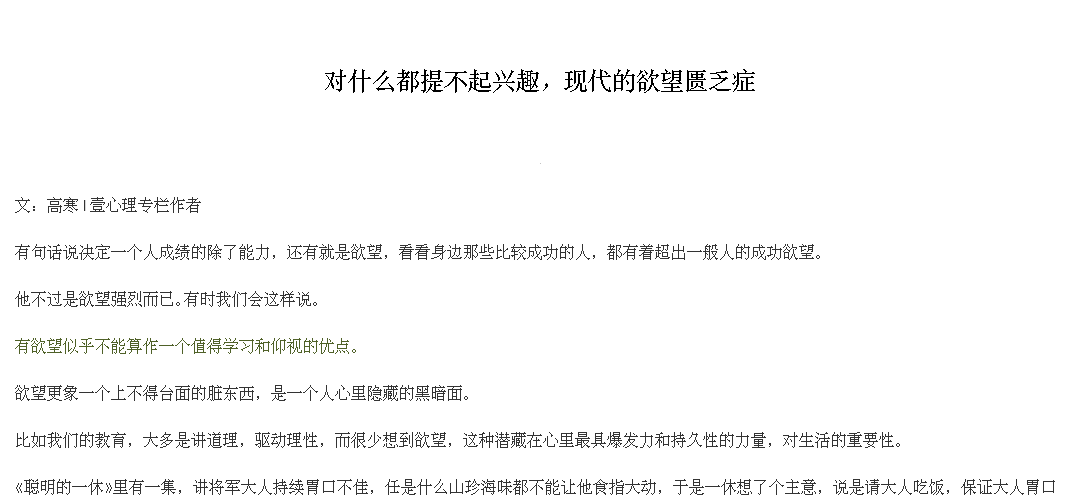 对什么都提不起兴趣，现代的欲望匮乏症
文：高寒|壹心理专栏作者
有句话说决定一个人成绩的除了能力，还有就是欲望，看看身边那些比较成功的人，都有着超出一般人的成功欲望。
他不过是欲望强烈而已。有时我们会这样说。
有欲望似乎不能算作一个值得学习和仰视的优点。
欲望更象一个上不得台面的脏东西，是一个人心里隐藏的黑暗面。
比如我们的教育，大多是讲道理，驱动理性，而很少想到欲望，这种潜藏在心里最具爆发力和持久性的力量，对生活的重要性。
《聪明的一休》里有一集，讲将军大人持续胃口不佳，任是什么山珍海味都不能让他食指大动，于是一休想了个主意，说是请大人吃饭，保证大人胃口